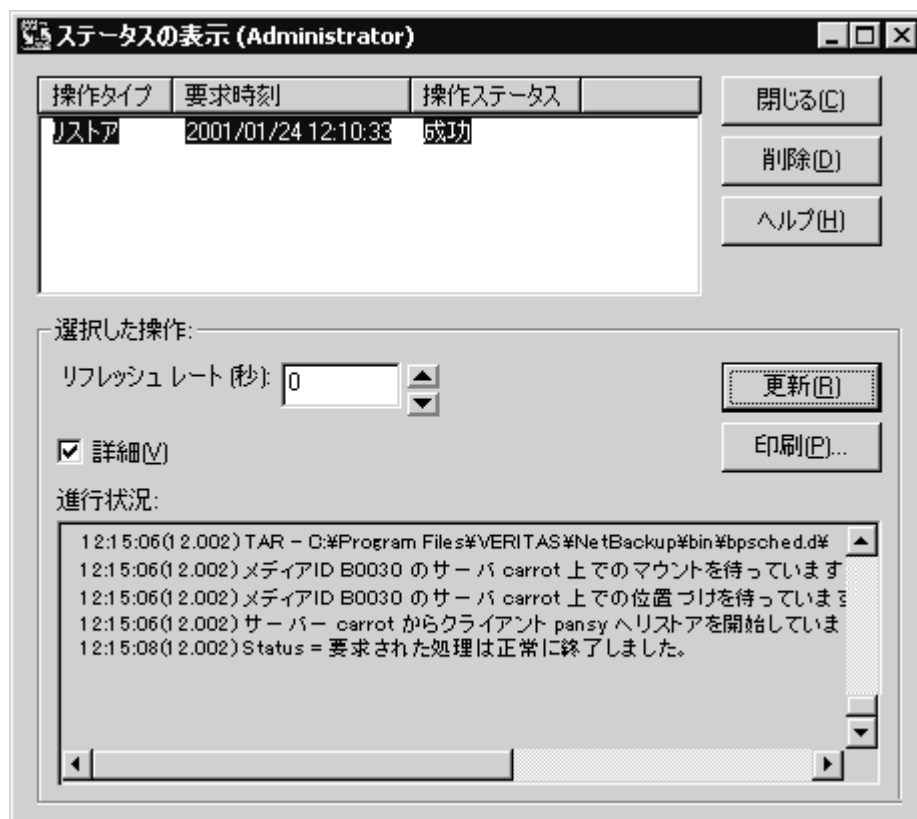 ステータスの表示 (Administrator)
操作タイプ 要求時刻 操作ステータス
リストア 2001/01/24 12:10:33 成功
閉じる(C)
削除(D)
ヘルプ(H)
選択した操作:
リフレッシュ レート (秒): 0
更新(R)
詳細(V)
印刷(P)...
進行状況:
12:15:06(12.002) TAR - C:¥Program Files¥VERITAS¥NetBackup¥bin¥bpsched.d¥
12:15:06(12.002) メディアID B0030 のサーバ carrot 上でのマウントを待っています
12:15:06(12.002) メディアID B0030 のサーバ carrot 上での位置づけを待っています
12:15:06(12.002) サーバー carrot からクライアント pansy へリストアを開始していま
12:15:08(12.002) Status = 要求された処理は正常に終了しました。